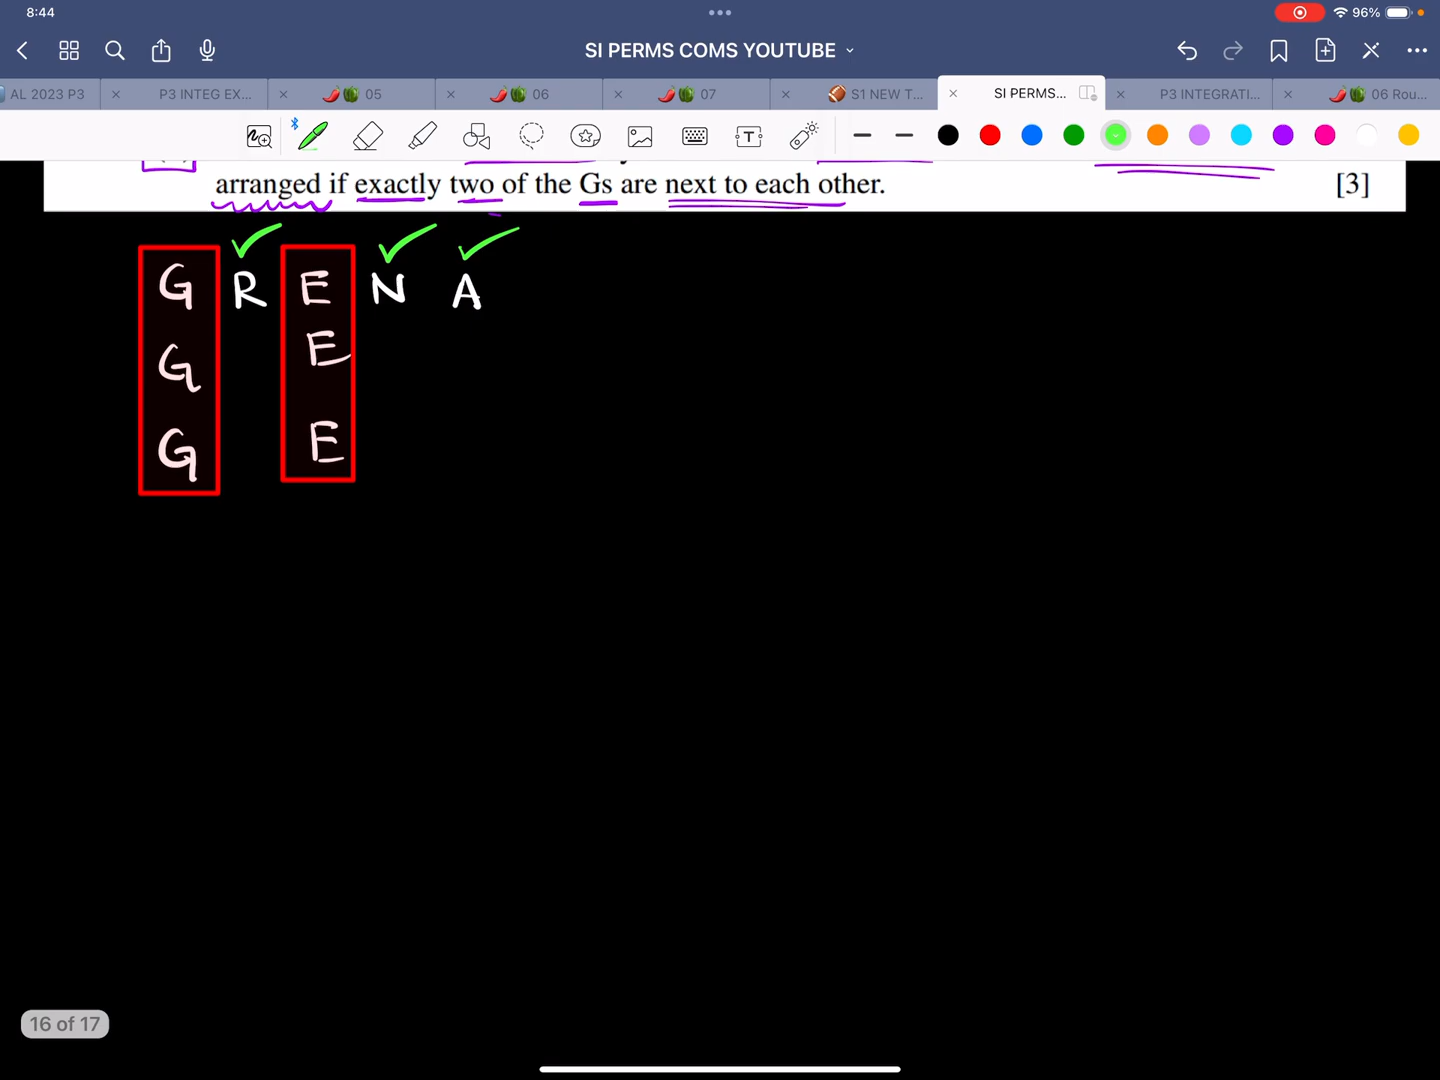 8:44
96%
SI PERMS COMS YOUTUBE
AL 2023 P3
P3 INTEG EX...
05
06
07
S1 NEW T...
SI PERMS...
P3 INTEGRATI...
06 Rou...
arranged if exactly two of the Gs are next to each other. [3]
G R E N A
G E
G E
16 of 17